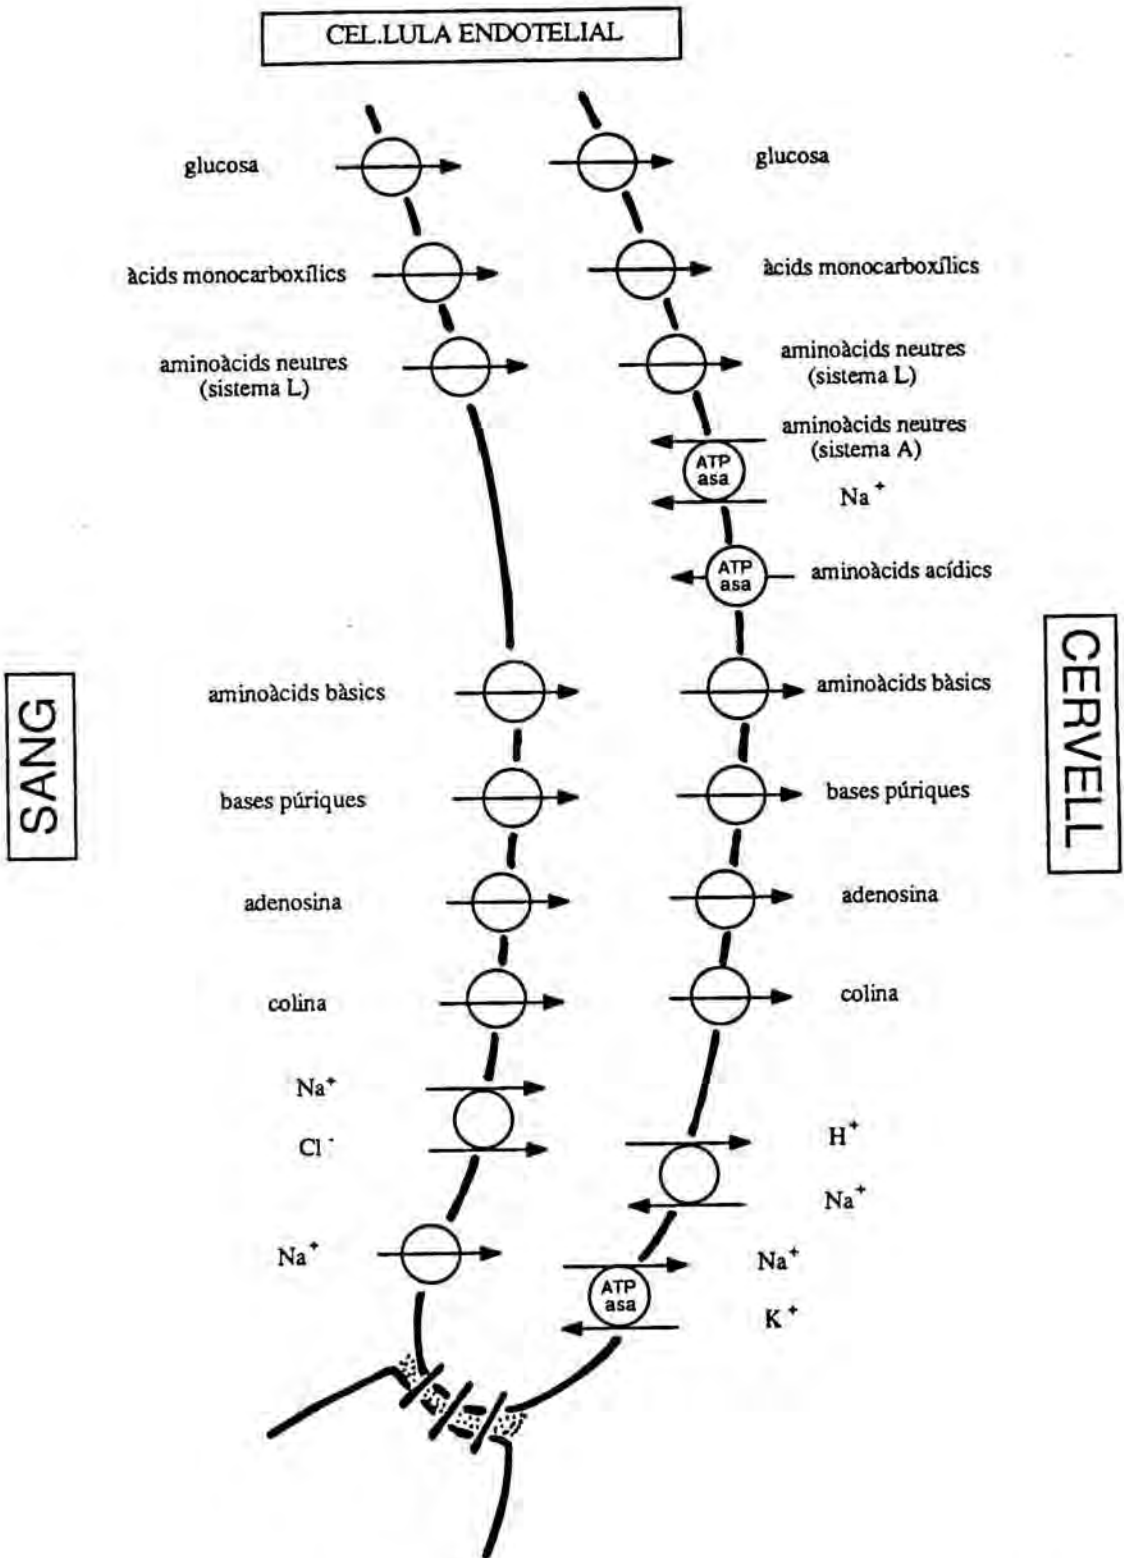 CEL.LULA ENDOTELIAL
glucosa
glucosa
àcids monocarboxílics
àcids monocarboxílics
aminoàcids neutres
(sistema L)
aminoàcids neutres
(sistema L)
aminoàcids neutres
(sistema A)
ATP
asa
Na+
ATP
asa
aminoàcids acídics
SANG
CERVELL
aminoàcids bàsics
aminoàcids bàsics
bases púriques
bases púriques
adenosina
adenosina
colina
colina
Na+
Cl-
H+
Na+
Na+
Na+
ATP
asa
K+